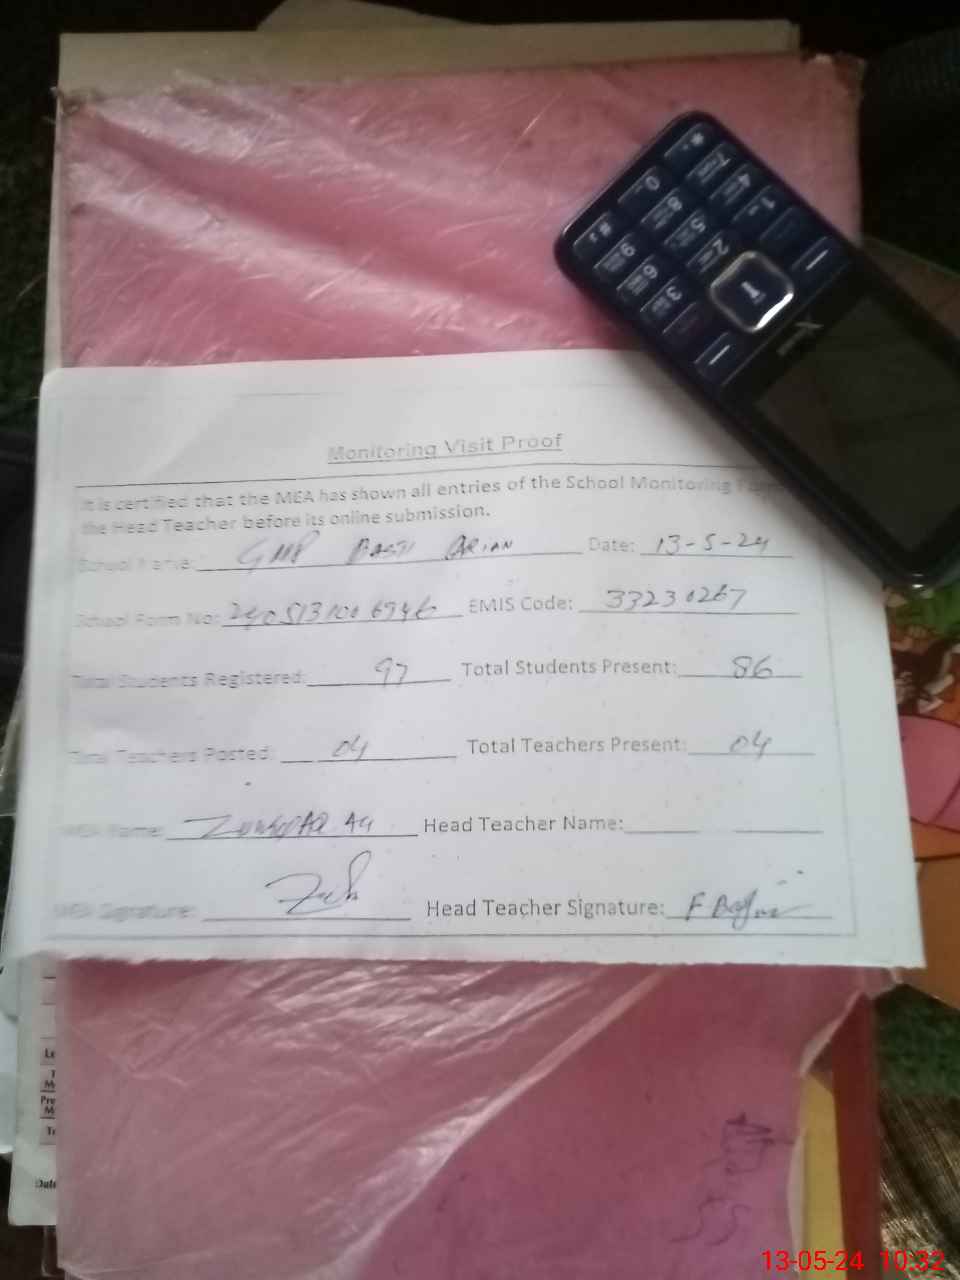 Monitoring Visit Proof
It is certified that the MEA has shown all entries of the School Monitoring Form
the Head Teacher before its online submission.
School Name: GMP BASTI ARIAN Date: 13-5-24
School Form No: EMIS Code: 33230267
Total Students Registered: 97 Total Students Present: 86
Total Teachers Posted: 04 Total Teachers Present: 04
MEA Name: Head Teacher Name:
MEA Signature: Head Teacher Signature:
Date
13-05-24 10:32